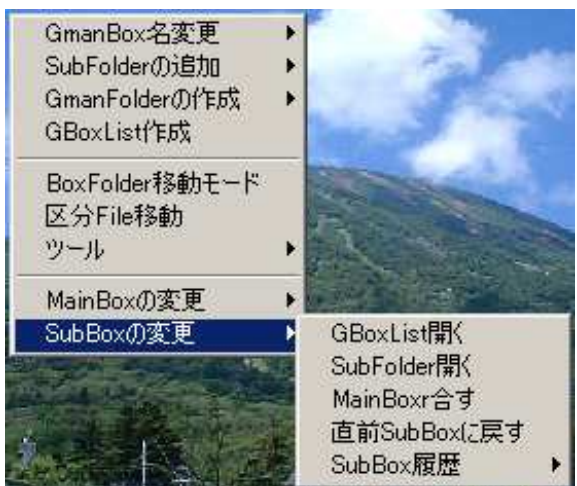 GmanBox名変更
SubFolderの追加
GmanFolderの作成
GBoxList作成
BoxFolder移動モード
区分File移動
ツール
MainBoxの変更
SubBoxの変更
GBoxList開く
SubFolder開く
MainBoxr合す
直前SubBoxに戻す
SubBox履歴